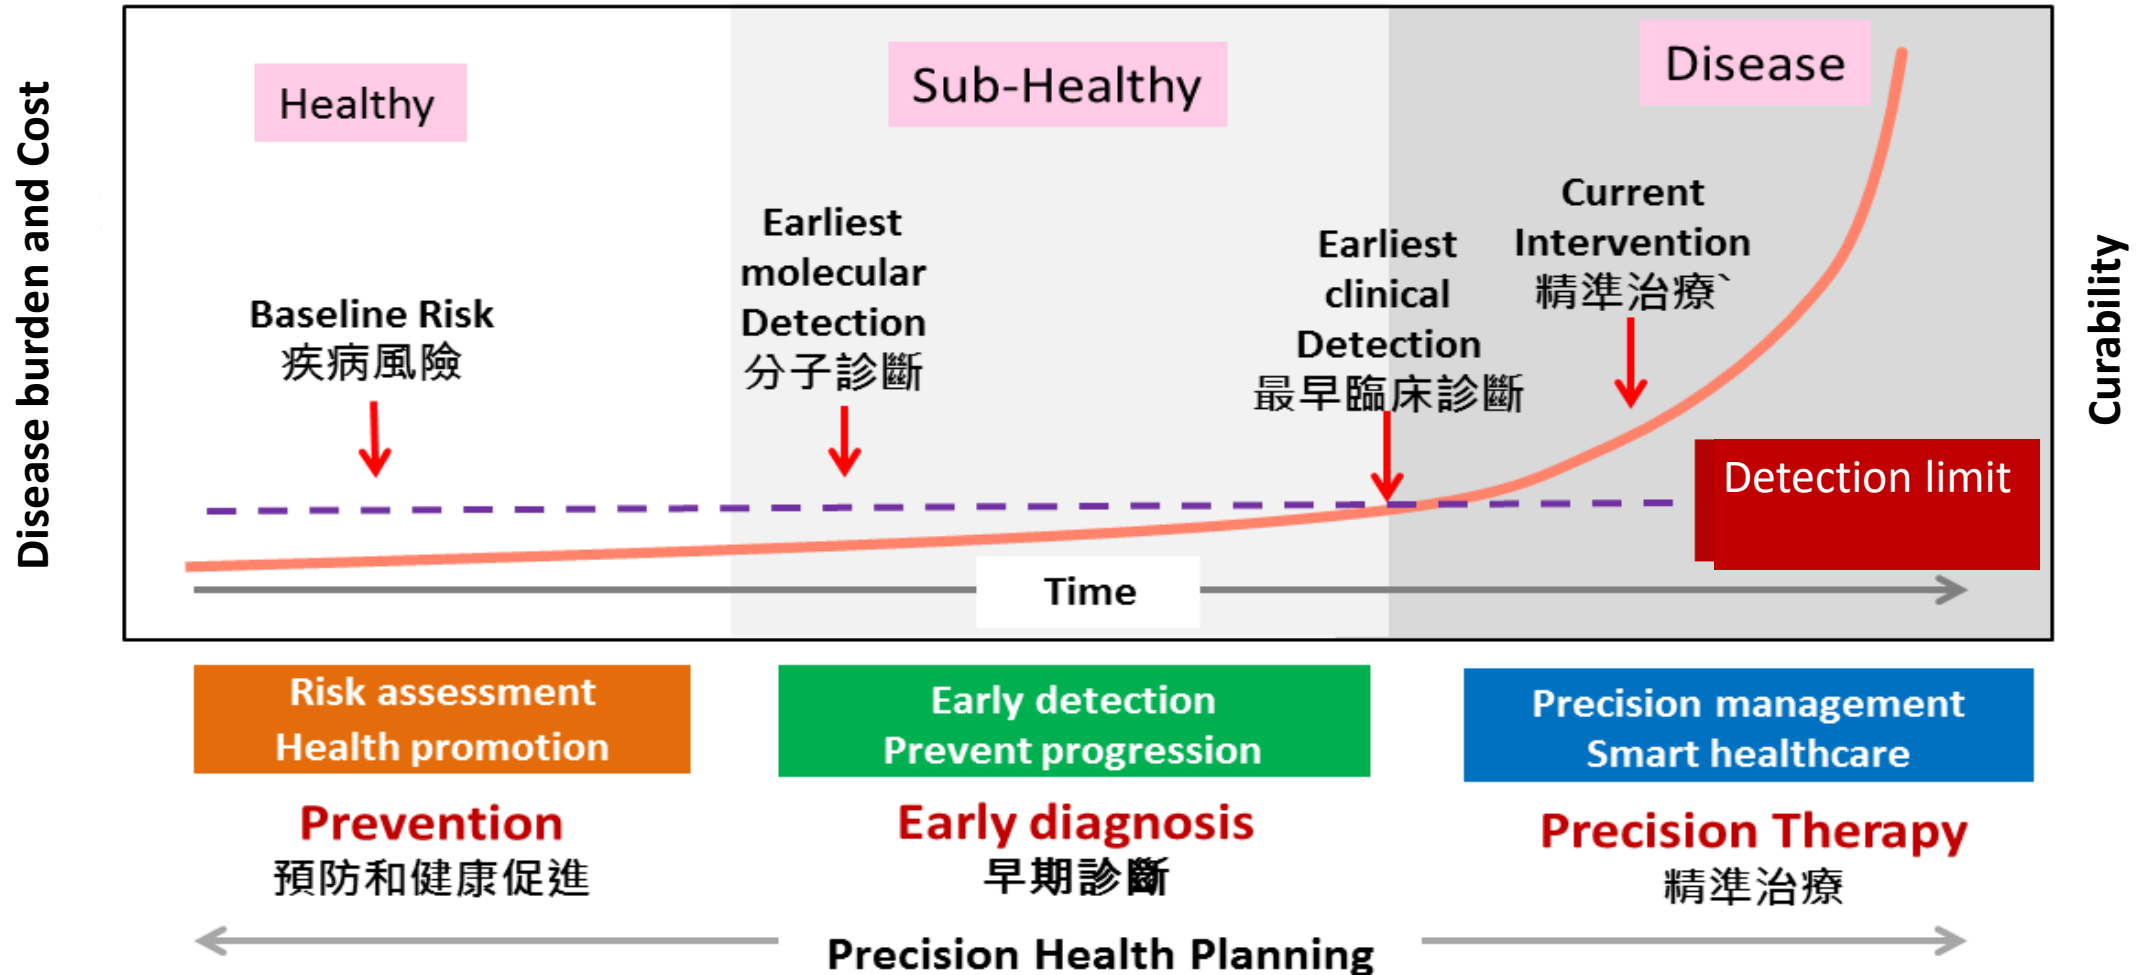 Healthy
Sub-Healthy
Disease
Disease burden and Cost
Curability
Baseline Risk
疾病風險
Earliest
molecular
Detection
分子診斷
Earliest
clinical
Detection
最早臨床診斷
Current
Intervention
精準治療`
Detection limit
Time
Risk assessment
Health promotion
Early detection
Prevent progression
Precision management
Smart healthcare
Prevention
預防和健康促進
Early diagnosis
早期診斷
Precision Therapy
精準治療
Precision Health Planning